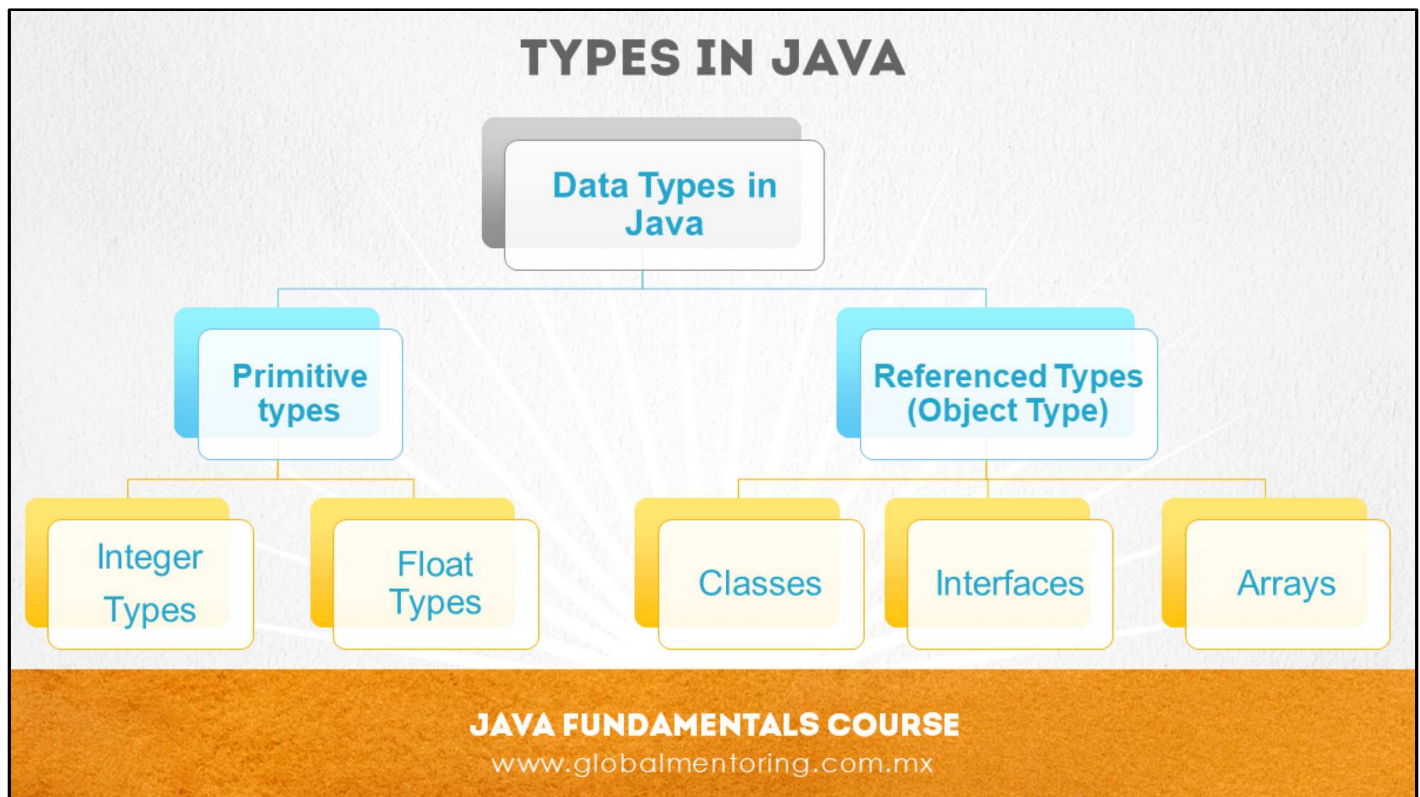 TYPES IN JAVA
Data Types in
Java
Primitive
types
Referenced Types
(Object Type)
Integer
Types
Float
Types
Classes
Interfaces
Arrays
JAVA FUNDAMENTALS COURSE
www.globalmentoring.com.mx